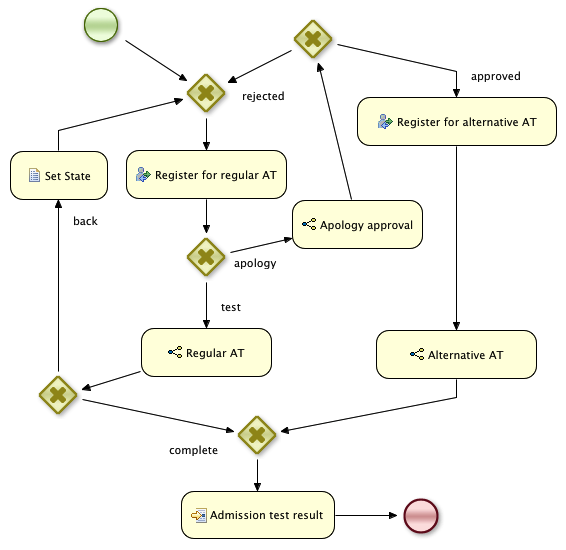 approved
rejected
Register for alternative AT
Set State
Register for regular AT
back
Apology approval
apology
test
Regular AT
Alternative AT
complete
Admission test result